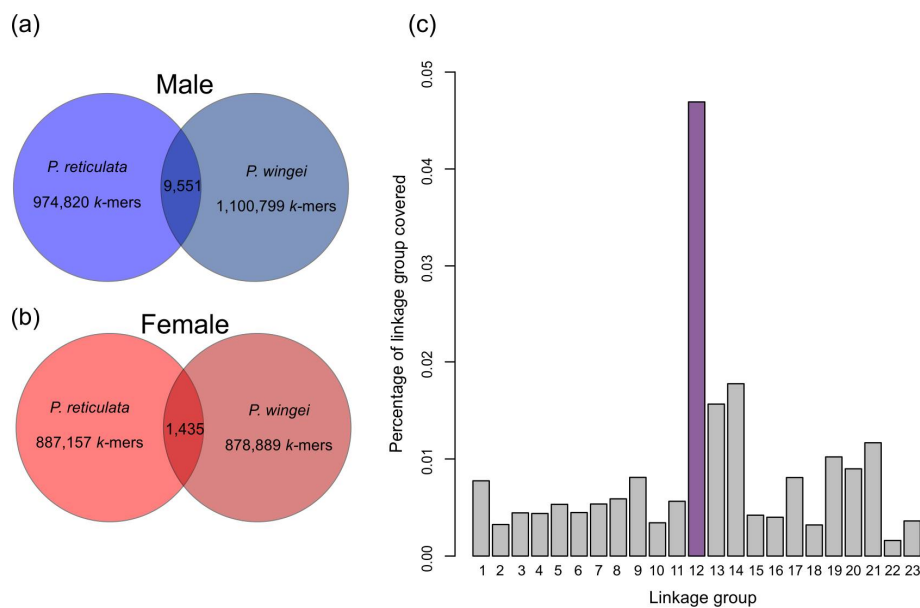 (a)
Male
P. reticulata
974,820 k-mers
9,551
P. wingei
1,100,799 k-mers
(b)
Female
P. reticulata
887,157 k-mers
1,435
P. wingei
878,889 k-mers
(c)
Percentage of linkage group covered
0.05
0.04
0.03
0.02
0.01
0.00
1 2 3 4 5 6 7 8 9 10 11 12 13 14 15 16 17 18 19 20 21 22 23
Linkage group